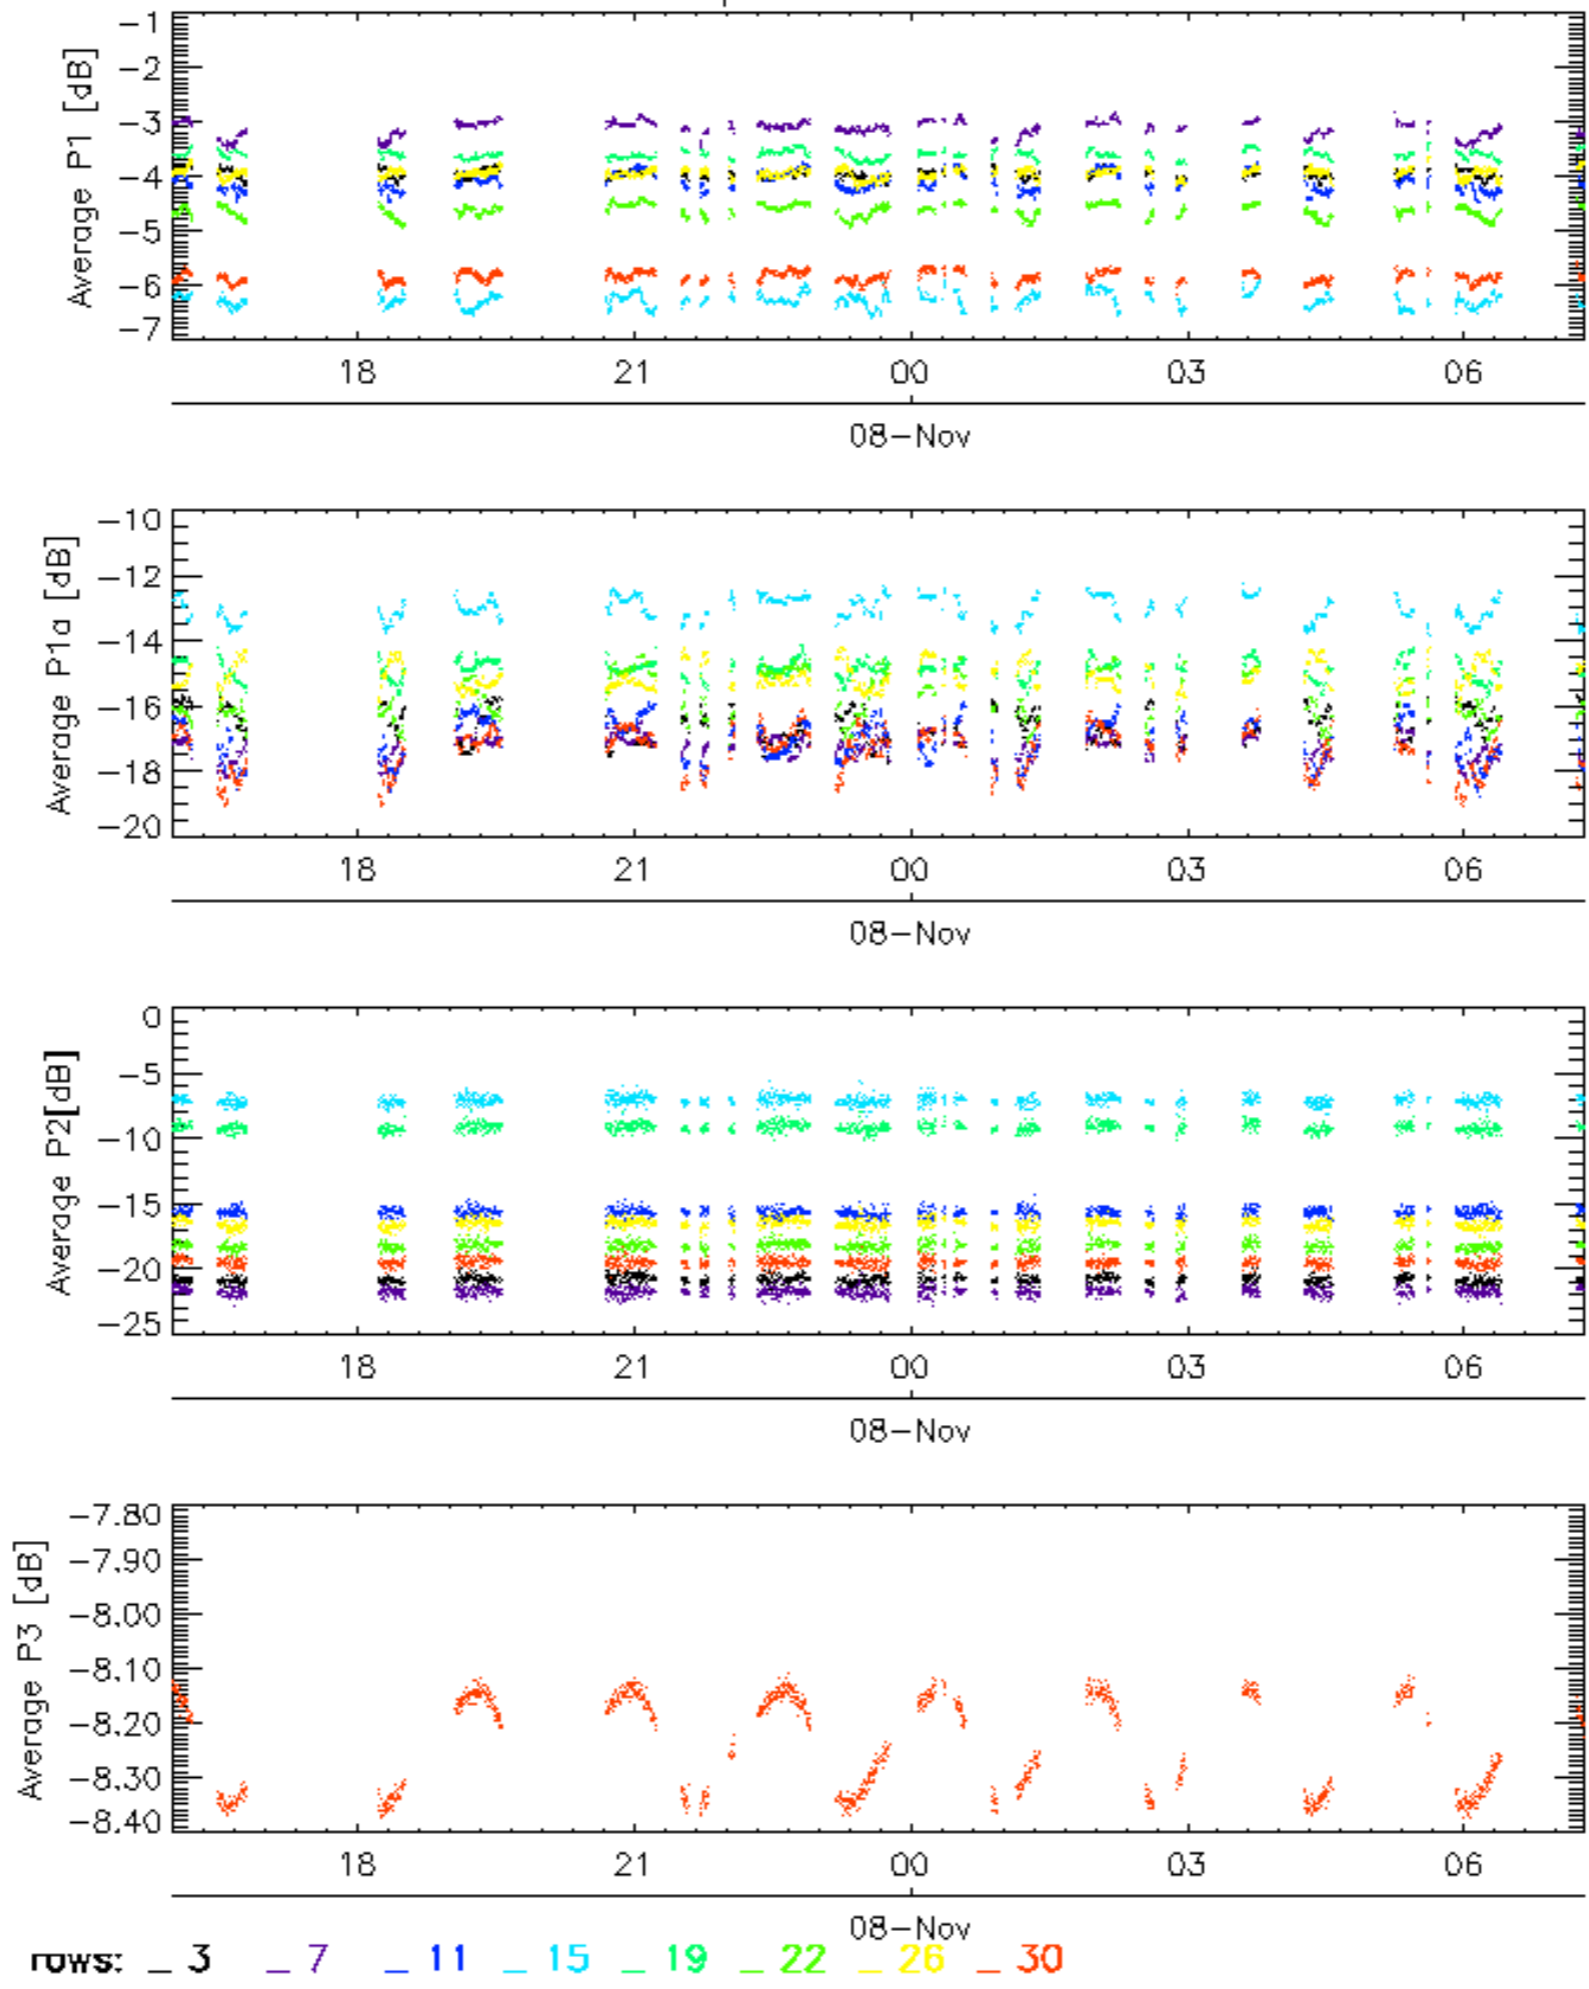 Average P1 [dB]
-1
-2
-3
-4
-5
-6
-7
18 21 00 03 06
08-Nov
Average P1a [dB]
-10
-12
-14
-16
-18
-20
18 21 00 03 06
08-Nov
Average P2[dB]
0
-5
-10
-15
-20
-25
18 21 00 03 06
08-Nov
Average P3 [dB]
-7.80
-7.90
-8.00
-8.10
-8.20
-8.30
-8.40
18 21 00 03 06
08-Nov
rows: _ 3 _ 7 _ 11 _ 15 _ 19 _ 22 _ 26 _ 30